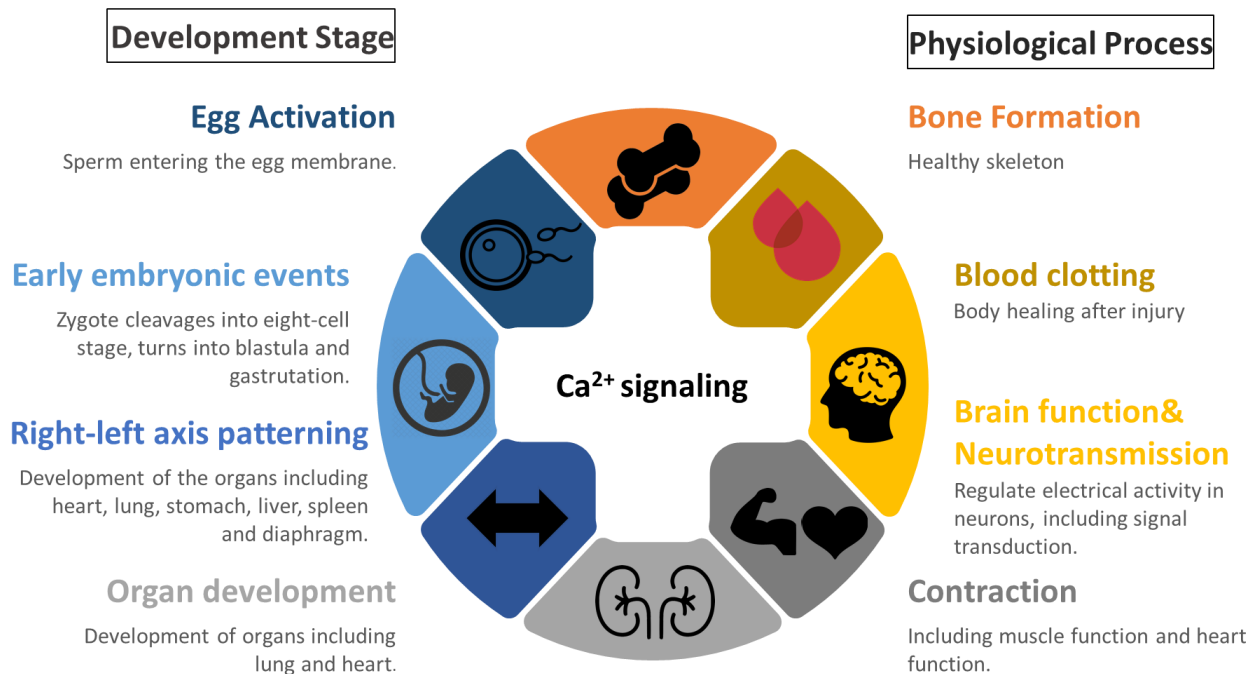 Development Stage
Egg Activation
Sperm entering the egg membrane.
Early embryonic events
Zygote cleavages into eight-cell
stage, turns into blastula and
gastrutation.
Right-left axis patterning
Development of the organs including
heart, lung, stomach, liver, spleen
and diaphragm.
Organ development
Development of organs including
lung and heart.
Ca²⁺ signaling
Physiological Process
Bone Formation
Healthy skeleton
Blood clotting
Body healing after injury
Brain function&
Neurotransmission
Regulate electrical activity in
neurons, including signal
transduction.
Contraction
Including muscle function and heart
function.